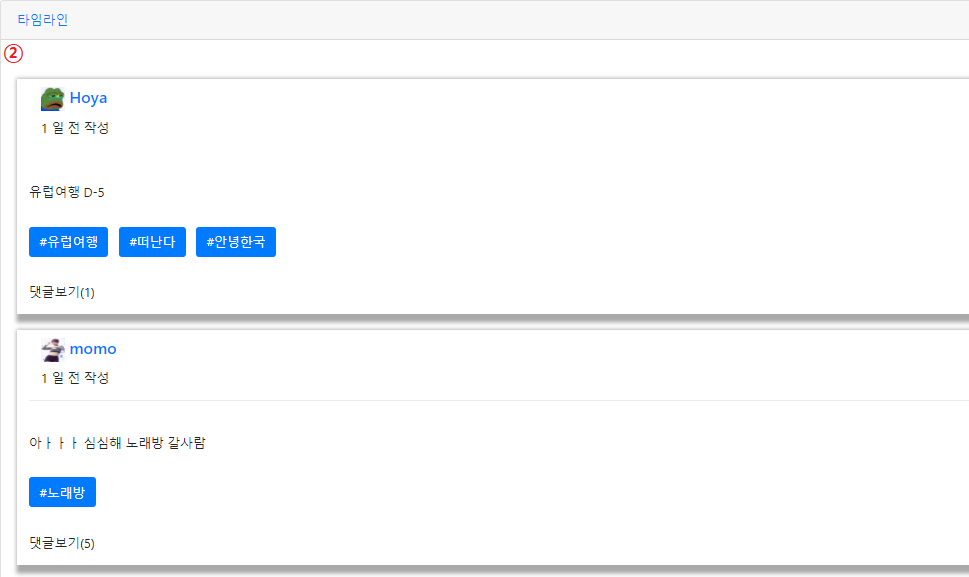 타임라인
②
Hoya
1 일 전 작성
유럽여행 D-5
#유럽여행 #떠난다 #안녕한국
댓글보기(1)
momo
1 일 전 작성
아ㅏㅏㅏ 심심해 노래방 갈사람
#노래방
댓글보기(5)